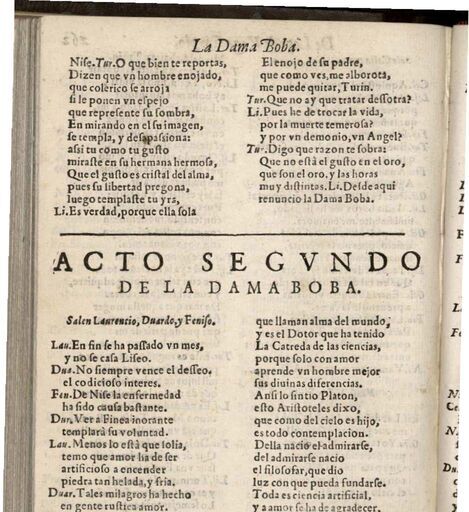 La Dama Boba.
Nise. Tur. O que bien te reportas,
Dizen que vn hombre enojado,
que colerico se arroja
si le ponen vn espejo
que represente su sombra,
En mirando en el su imagen,
se templa, y desapasiona:
assi tu como tu gusto
miraste en su hermana hermosa,
Que el gusto es cristal del alma,
pues su libertad pregona,
luego templaste tu yra,
Li. Es verdad, porque ella sola
El enojo de su padre,
que como ves, me alborota,
me puede quitar, Turin.
Tur. Que no ay que tratar dessotra?
Li. Pues he de trocar la vida,
por la muerte temerosa?
y por vn demonio, vn Angel?
Tur. Digo que razon te sobra:
Que no està el gusto en el oro,
que son el oro, y las horas
muy distintas. Li. Desde aqui
renuncio la Dama Boba.
ACTO SEGVNDO
DE LA DAMA BOBA.
Salen Laurencio, Duardo, y Feniso.
Lau. En fin se ha passado vn mes,
y no se casa Liseo.
Dua. No siempre vence el desseo.
el codicioso interes.
Fen. De Nise la enfermedad
ha sido causa bastante.
Dur. Ver a Finea inorante
templarà su voluntad.
Lau. Menos lo està que solia,
temo que amor ha de ser
artificioso a encender
piedra tan helada, y fria.
Duar. Tales milagros ha hecho
en gente rustica amor.
que llaman alma del mundo,
y es el Dotor que ha tenido
La Catreda de las ciencias,
porque solo con amor
aprende vn hombre mejor
sus diuinas diferencias.
Ansi lo sintio Platon,
esto Aristoteles dixo,
que como del cielo es hijo,
es todo contemplacion.
Della nacio el admirarse,
del admirarse nacio
el filosofar, que dio
luz con que pueda fundarse.
Toda es ciencia artificial,
y a amor se ha de agradecer,